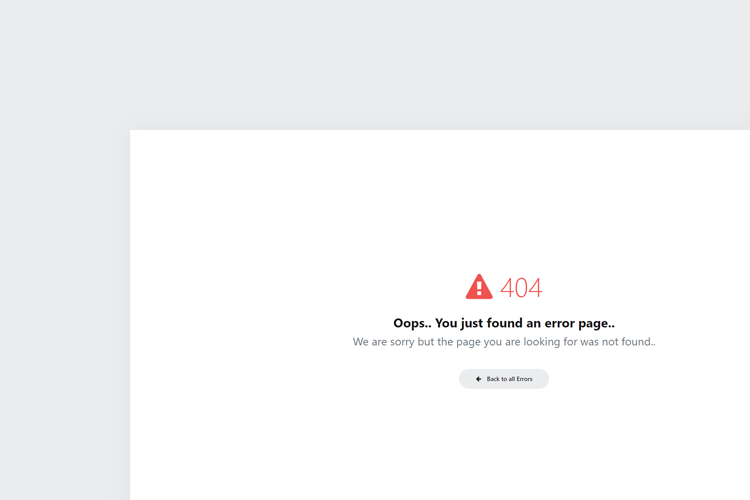 404
Oops.. You just found an error page..
We are sorry but the page you are looking for was not found..
Back to all Errors